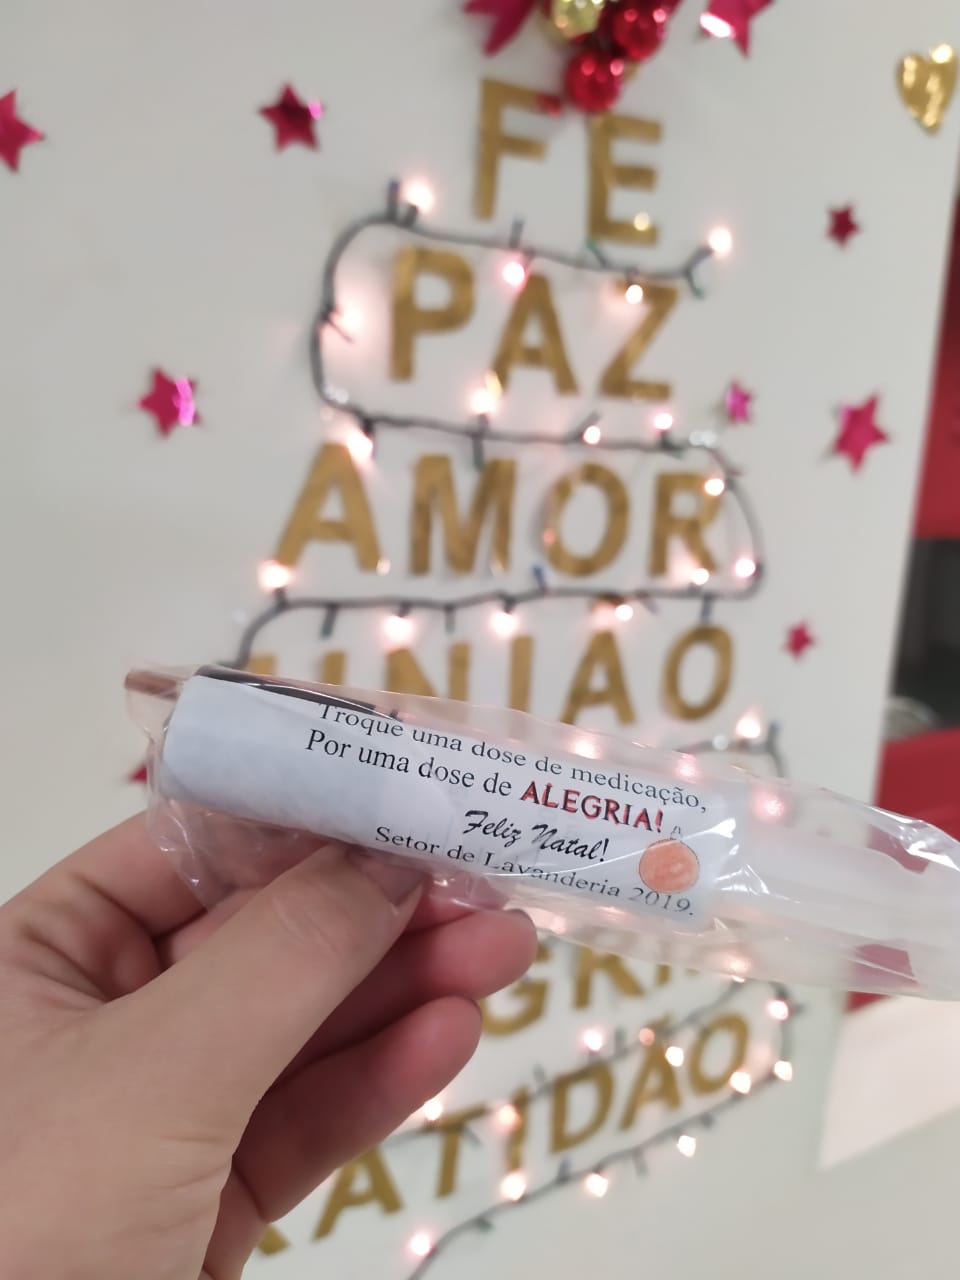 FÉ
PAZ
AMOR
UNIÃO
Troque uma dose de medicação,
Por uma dose de ALEGRIA!
Feliz Natal!
Setor de Lavanderia 2019.